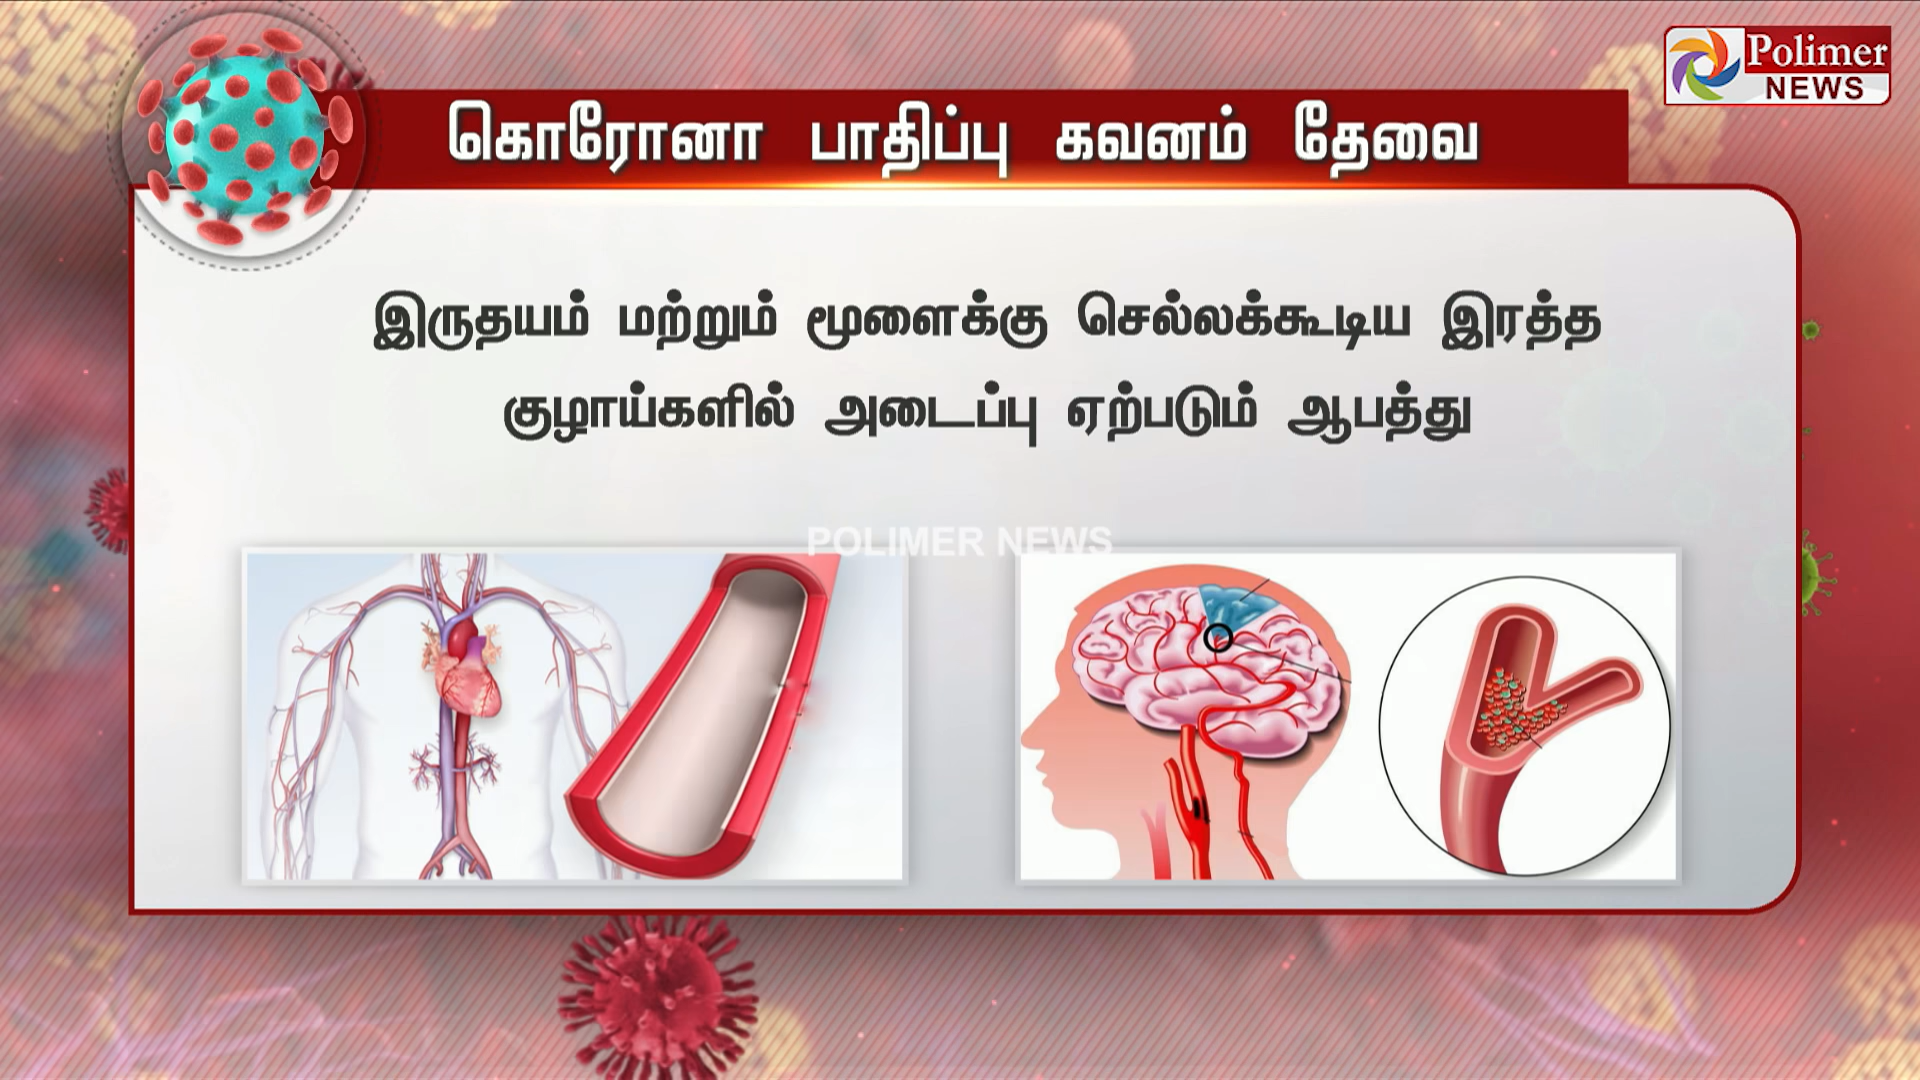 Polimer
NEWS
கொரோனா பாதிப்பு கவனம் தேவை
இருதயம் மற்றும் மூளைக்கு செல்லக்கூடிய இரத்த
குழாய்களில் அடைப்பு ஏற்படும் ஆபத்து
POLIMER NEWS